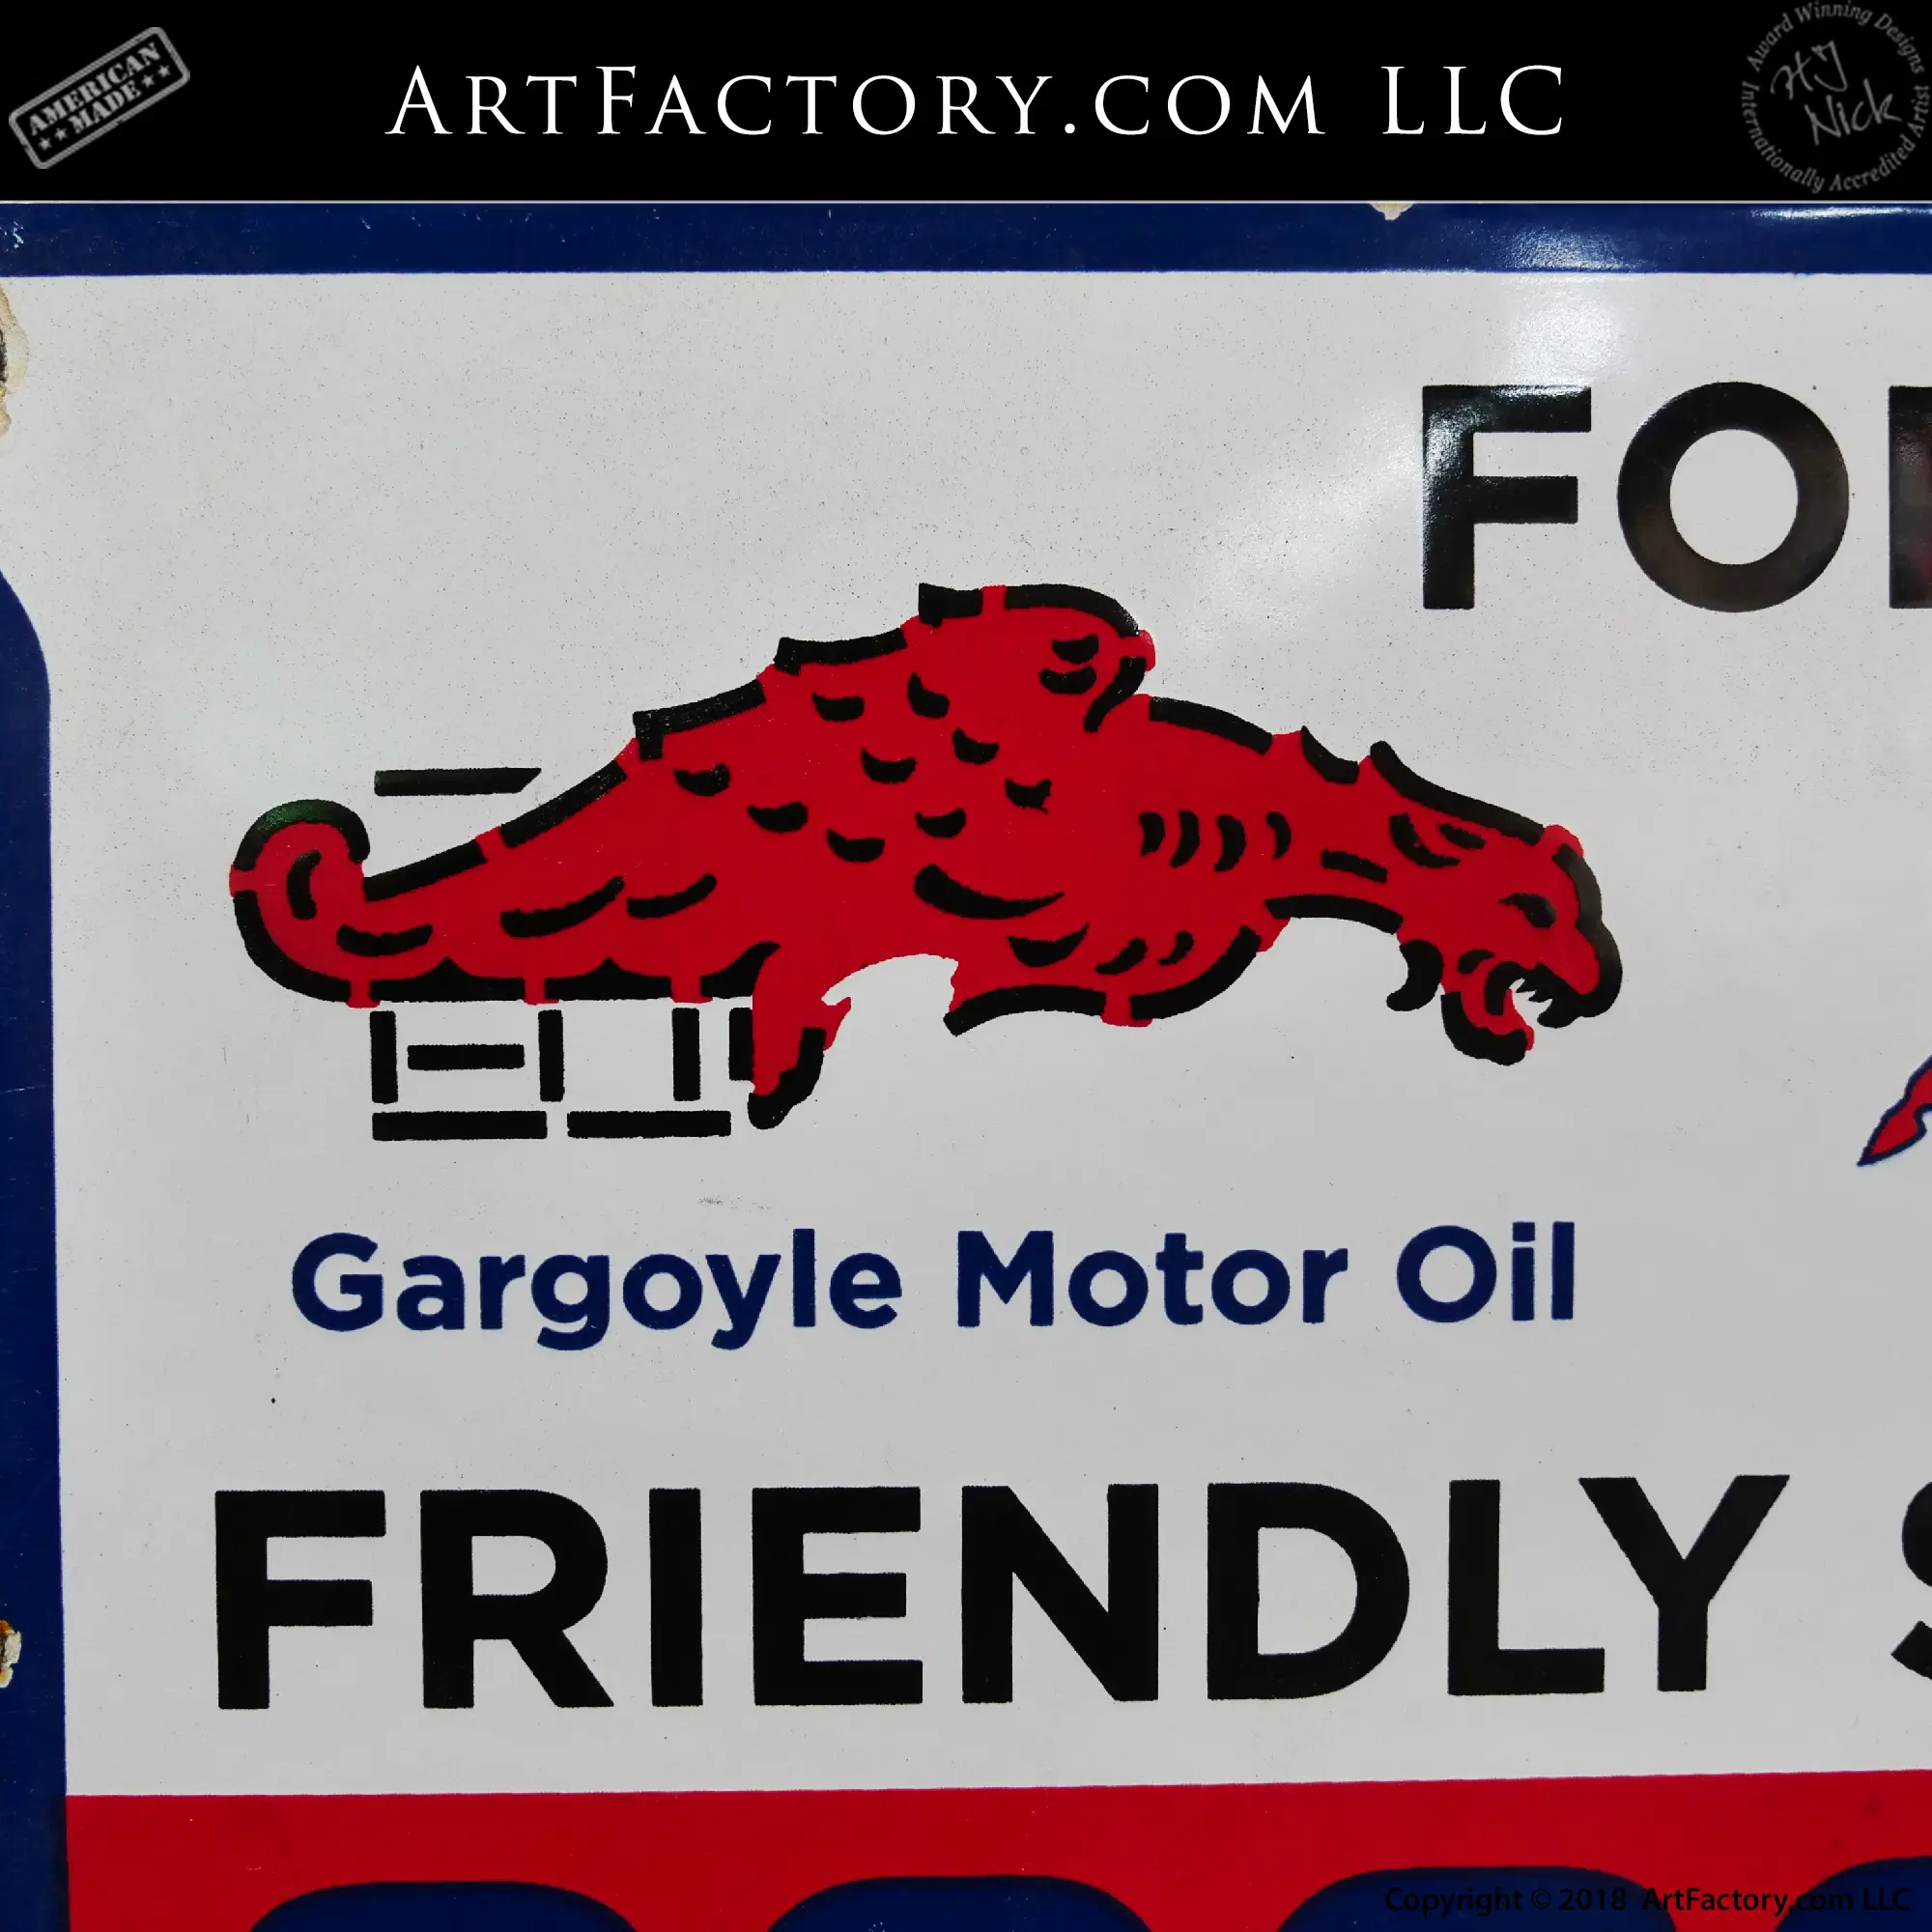 AMERICAN
MADE
ArtFactory.com LLC
Award Winning Designs
HJ
Nick
Internationally Accredited Artist
FO
Gargoyle Motor Oil
FRIENDLY S
Copyright © 2018 ArtFactory.com LLC